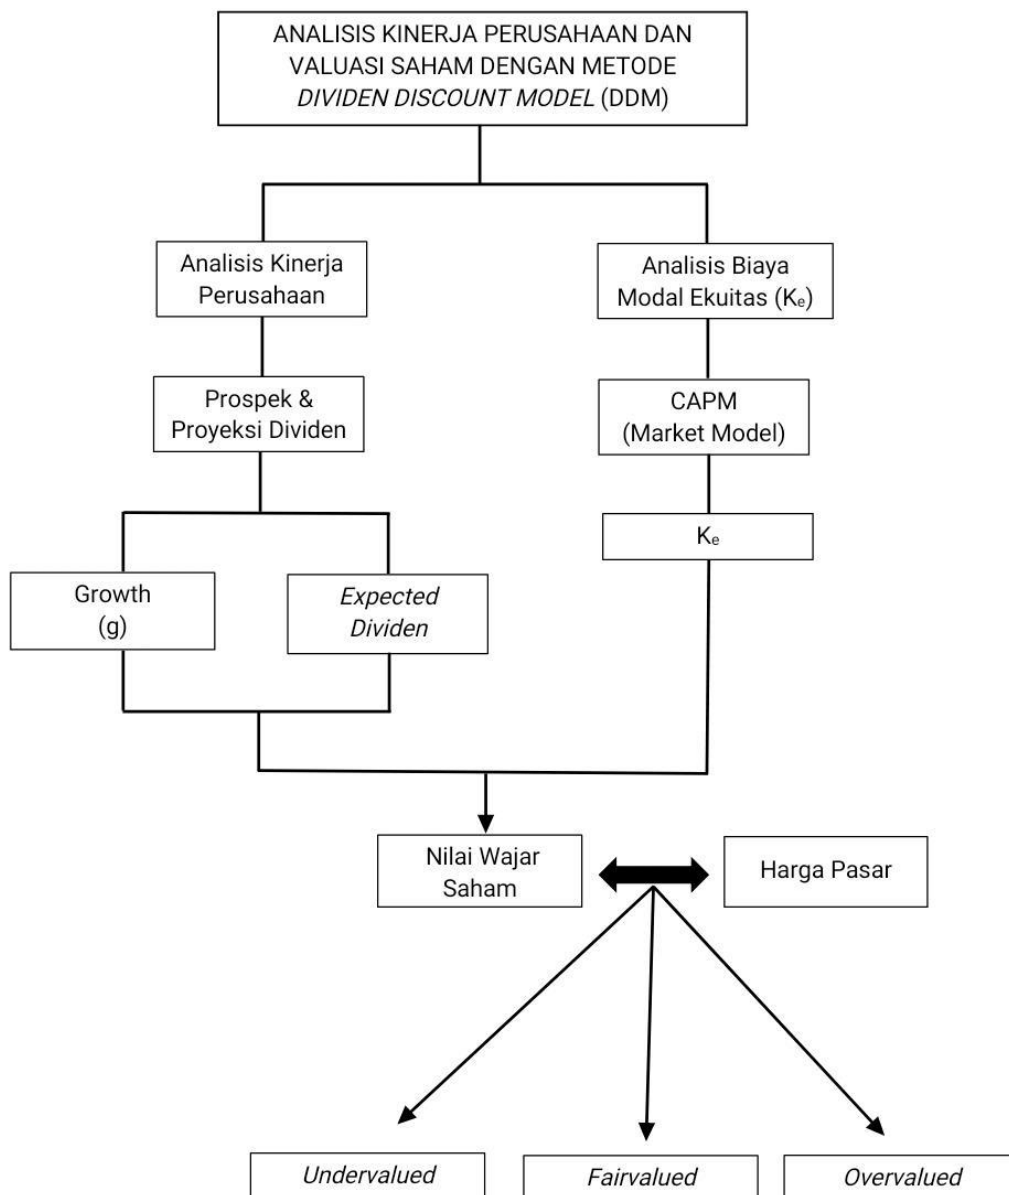 ANALISIS KINERJA PERUSAHAAN DAN
VALUASI SAHAM DENGAN METODE
DIVIDEN DISCOUNT MODEL (DDM)
Analisis Kinerja
Perusahaan
Analisis Biaya
Modal Ekuitas (Kₑ)
Prospek &
Proyeksi Dividen
CAPM
(Market Model)
Kₑ
Growth
(g)
Expected
Dividen
Nilai Wajar
Saham
Harga Pasar
Undervalued
Fairvalued
Overvalued